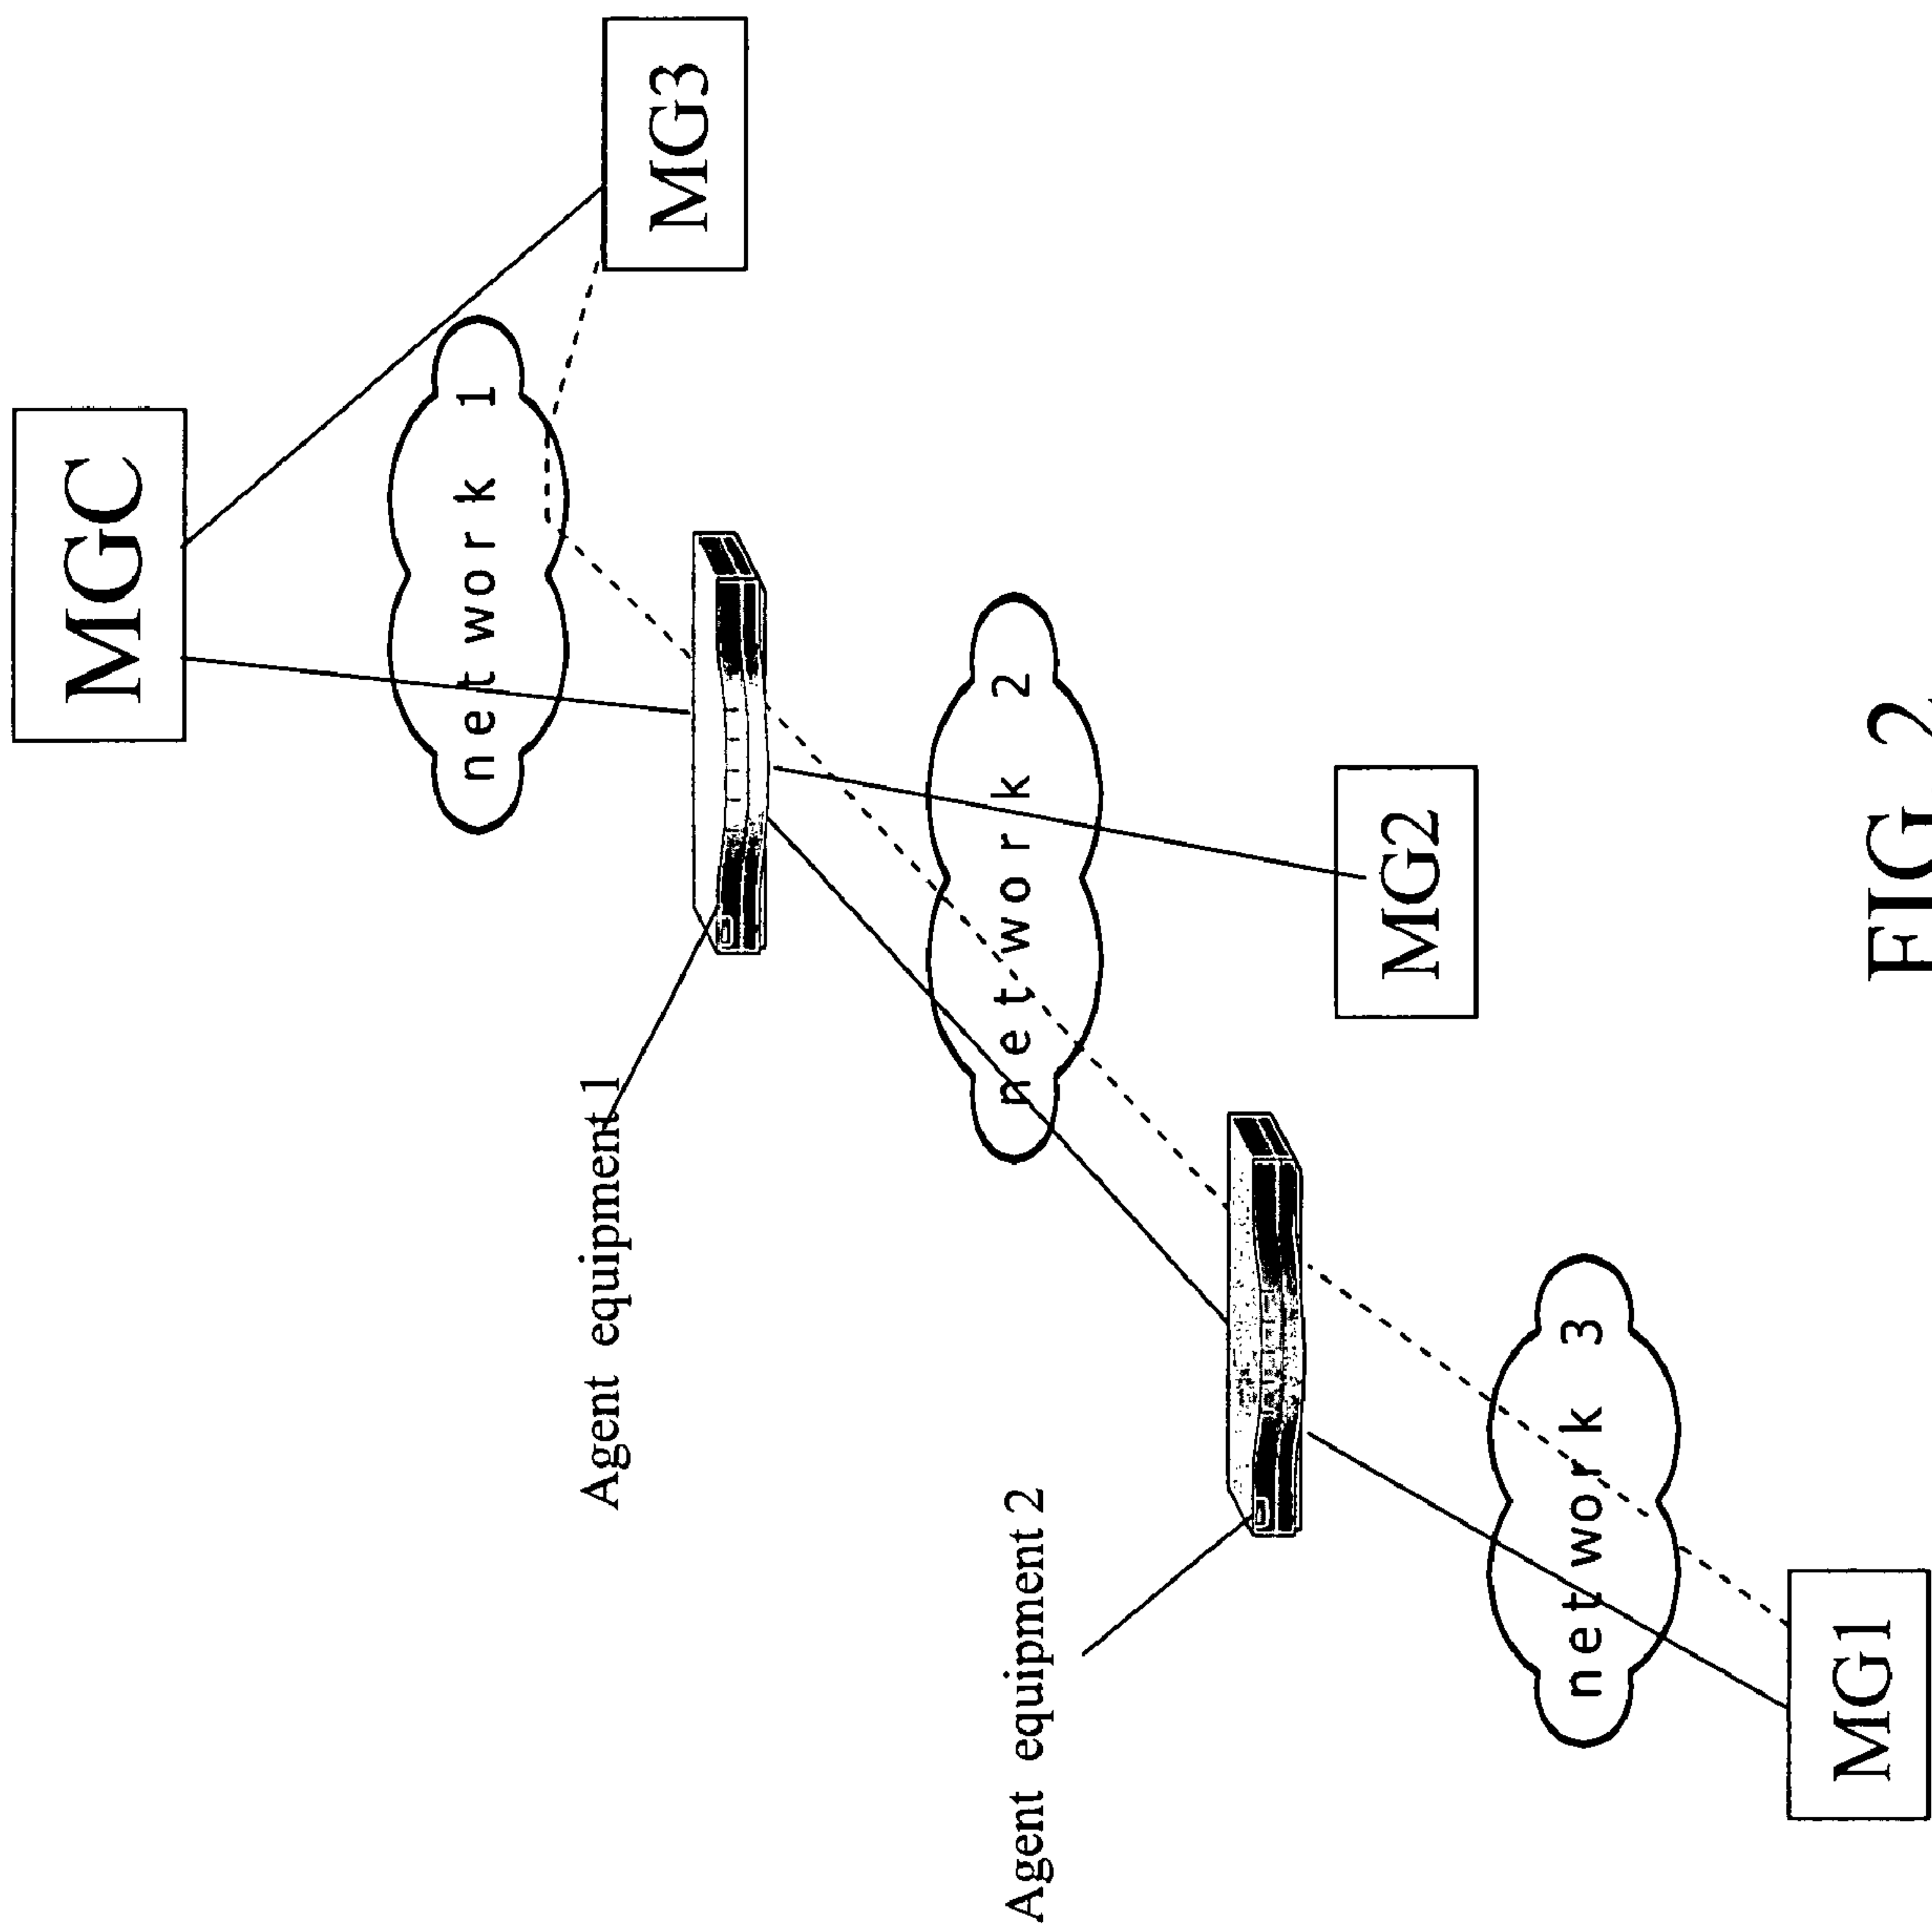 MGC
MG3
network 1
Agent equipment 1
network 2
MG2
Agent equipment 2
network 3
MG1
FIG. 2